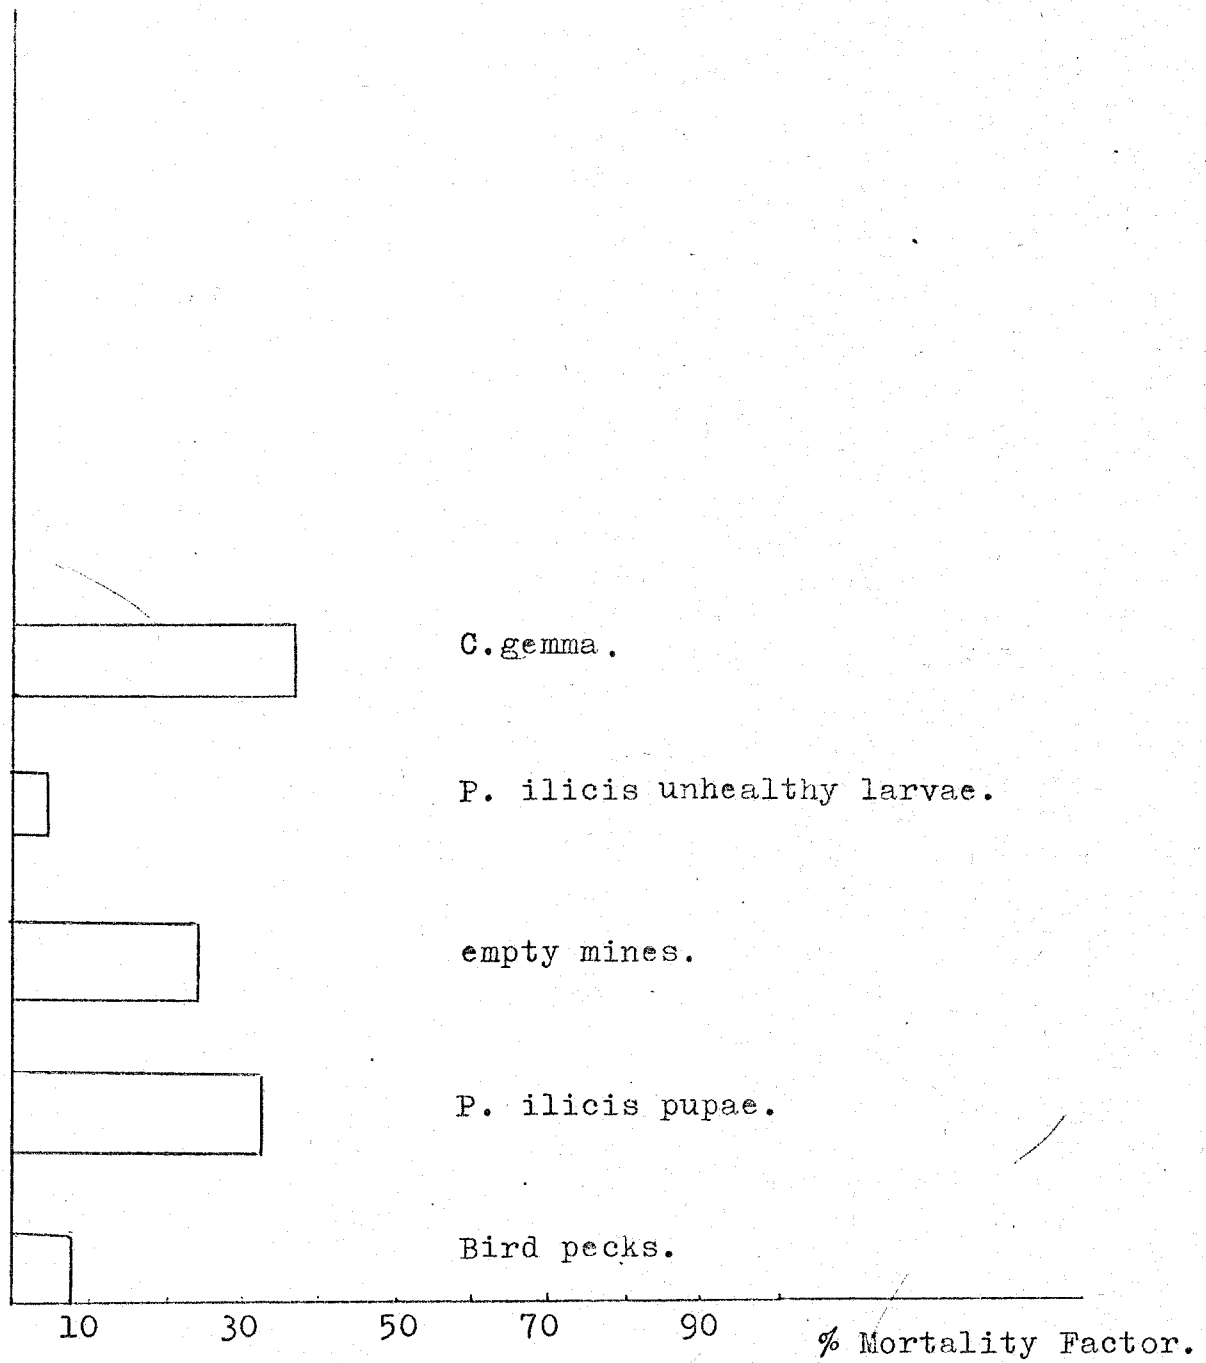 C.gemma.
P. ilicis unhealthy larvae.
empty mines.
P. ilicis pupae.
Bird pecks.
10 30 50 70 90
% Mortality Factor.